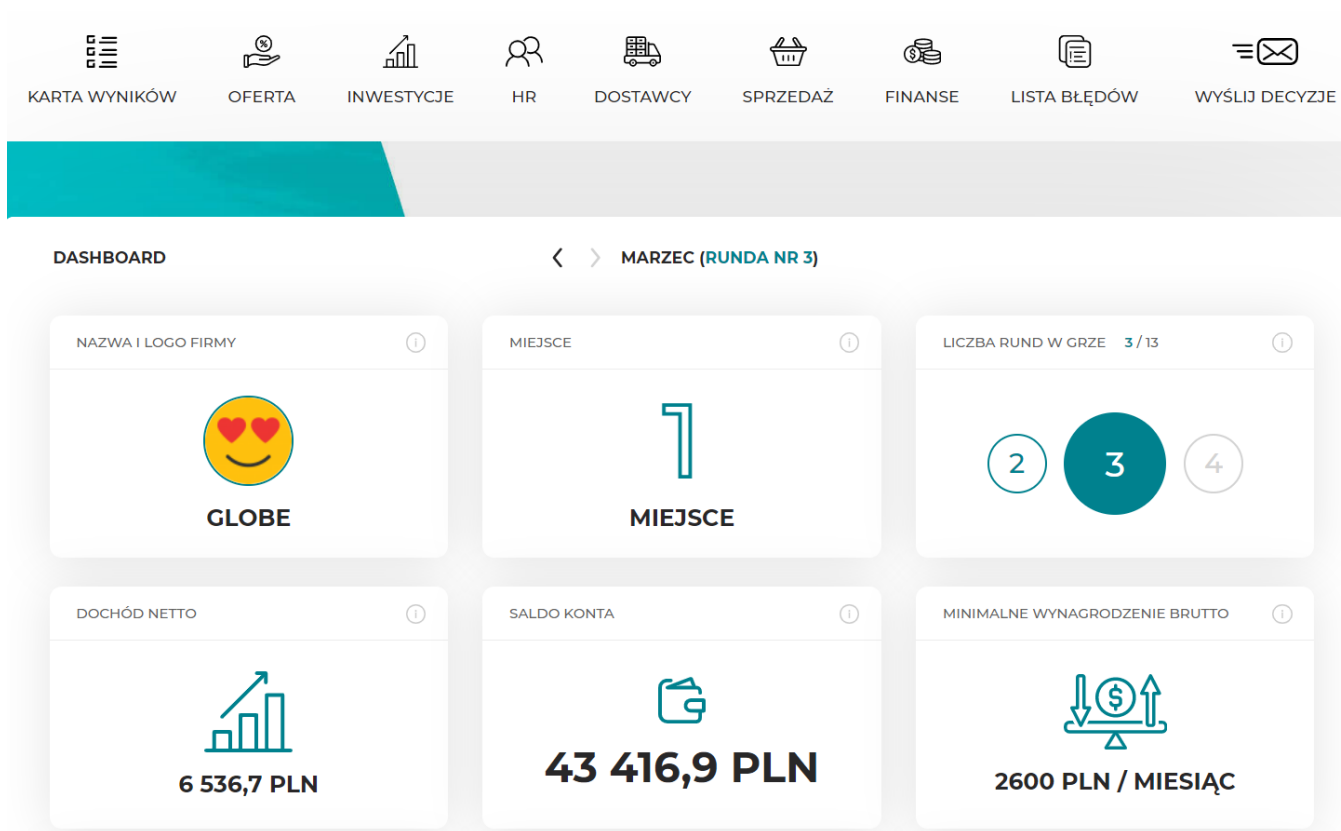 KARTA WYNIKÓW OFERTA INWESTYCJE HR DOSTAWCY SPRZEDAŻ FINANSE LISTA BŁĘDÓW WYŚLIJ DECYZJE
DASHBOARD
MARZEC (RUNDA NR 3)
NAZWA I LOGO FIRMY
GLOBE
MIEJSCE
1
MIEJSCE
LICZBA RUND W GRZE 3 / 13
2 3 4
DOCHÓD NETTO
6 536,7 PLN
SALDO KONTA
43 416,9 PLN
MINIMALNE WYNAGRODZENIE BRUTTO
2600 PLN / MIESIĄC